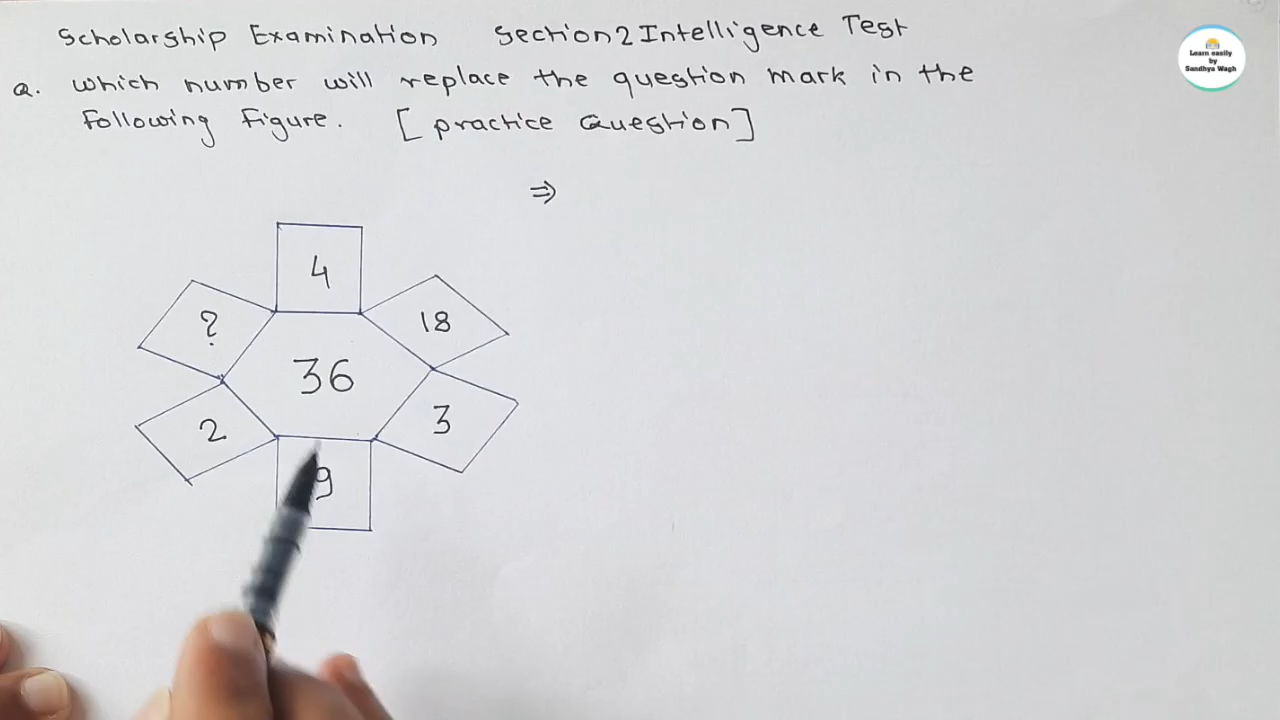 Scholarship Examination Section 2 Intelligence Test
Q. which number will replace the question mark in the
following figure. [practice Question]
⇒
4
? 18
36
2 3
9
Learn easily
by
Sandhya Wagh